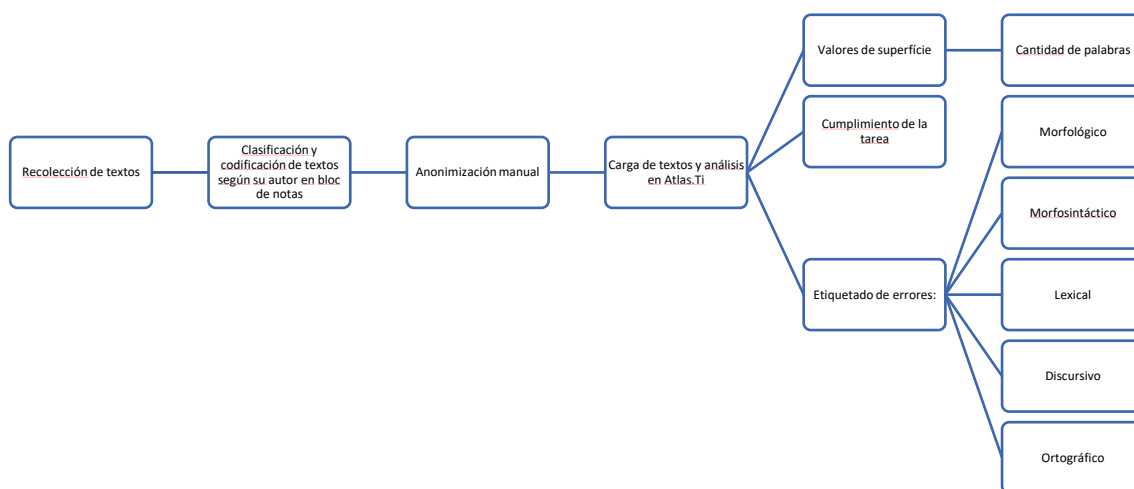 Recolección de textos
Clasificación y
codificación de textos
según su autor en bloc
de notas
Anonimización manual
Carga de textos y análisis
en Atlas.Ti
Valores de superfície
Cantidad de palabras
Cumplimiento de la
tarea
Etiquetado de errores:
Morfológico
Morfosintáctico
Lexical
Discursivo
Ortográfico